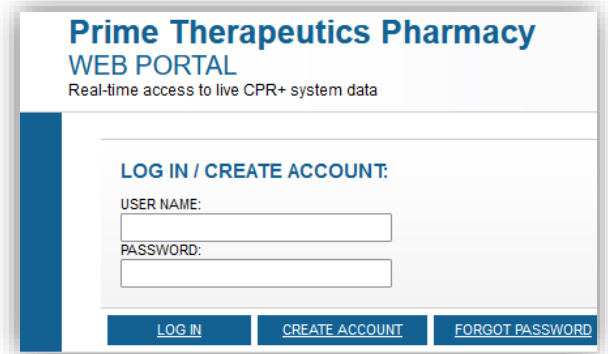 Prime Therapeutics Pharmacy
WEB PORTAL
Real-time access to live CPR+ system data
LOG IN / CREATE ACCOUNT:
USER NAME:
PASSWORD:
LOG IN CREATE ACCOUNT FORGOT PASSWORD